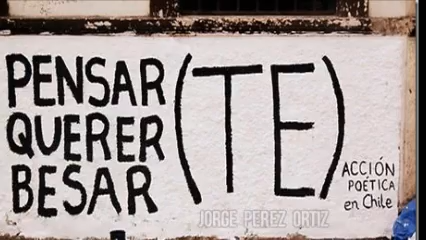 PENSAR
QUERER
BESAR
(TE)
ACCIÓN
POÉTICA
en Chile
JORGE PEREZ ORTIZ